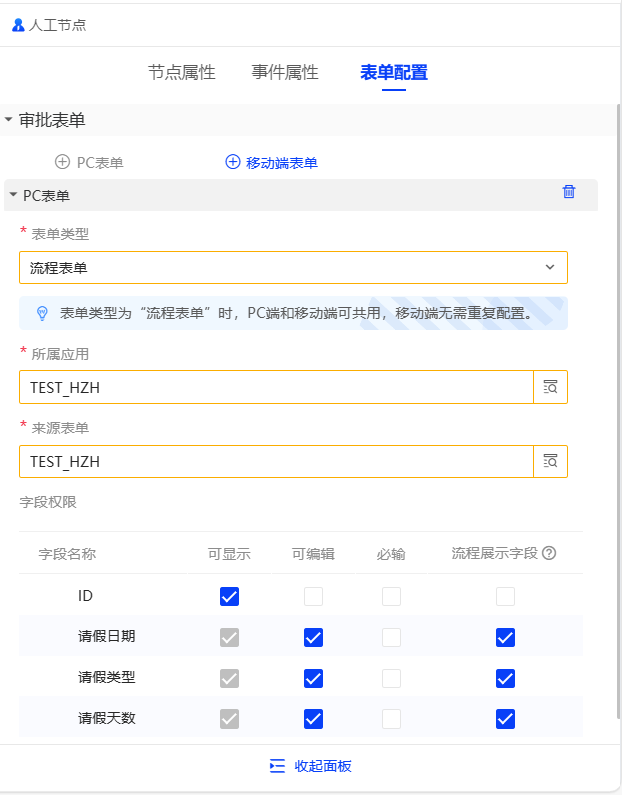 人工节点
节点属性 事件属性 表单配置
审批表单
PC表单 移动端表单
PC表单
* 表单类型
流程表单
表单类型为“流程表单”时，PC端和移动端可共用，移动端无需重复配置。
* 所属应用
TEST_HZH
* 来源表单
TEST_HZH
字段权限
字段名称 可显示 可编辑 必输 流程展示字段
ID
请假日期
请假类型
请假天数
收起面板